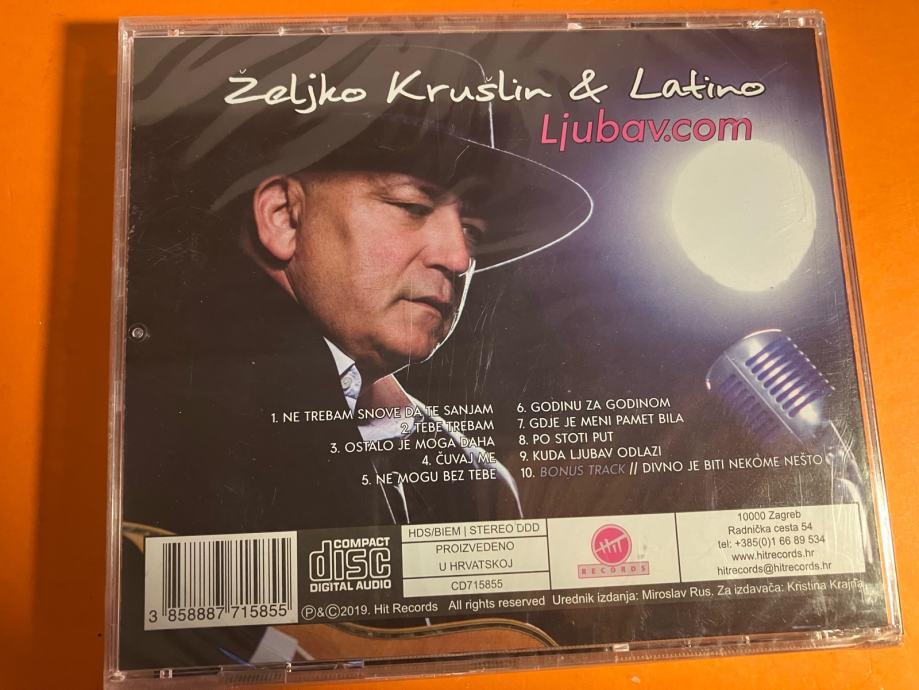 Željko Krušlin & Latino
Ljubav.com
1. NE TREBAM SNOVE DA TE SANJAM
2. TEBE TREBAM
3. OSTALO JE MOGA DAHA
4. ČUVAJ ME
5. NE MOGU BEZ TEBE
6. GODINU ZA GODINOM
7. GDJE JE MENI PAMET BILA
8. PO STOTI PUT
9. KUDA LJUBAV ODLAZI
10. BONUS TRACK // DIVNO JE BITI NEKOME NEŠTO
3 858887 715855
COMPACT
disc
DIGITAL AUDIO
HDS/BIEM | STEREO DDD
PROIZVEDENO
U HRVATSKOJ
CD715855
HIT
RECORDS
10000 Zagreb
Radnička cesta 54
tel: +385(0)1 66 89 534
www.hitrecords.hr
hitrecords@hitrecords.hr
Ⓟ&Ⓒ2019. Hit Records All rights reserved Urednik izdanja: Miroslav Rus. Za izdavača: Kristina Krajna